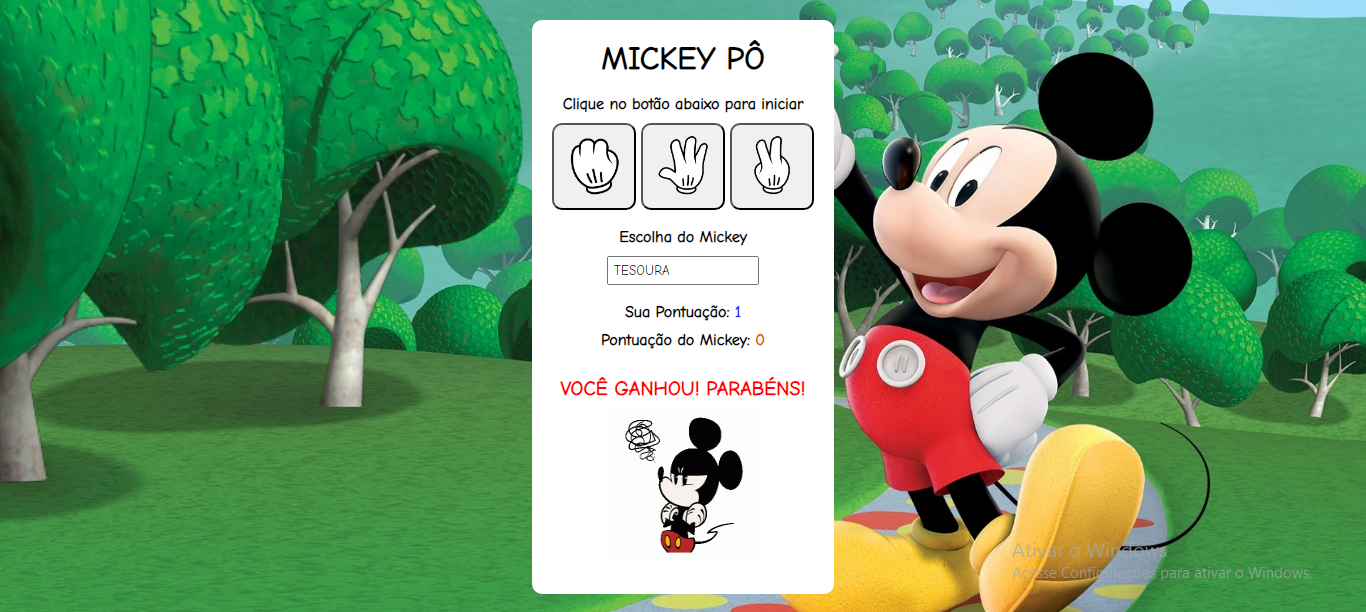 MICKEY PÔ
Clique no botão abaixo para iniciar
Escolha do Mickey
TESOURA
Sua Pontuação: 1
Pontuação do Mickey: 0
VOCÊ GANHOU! PARABÉNS!
Ativar o Windows
Acesse Configurações para ativar o Windows.